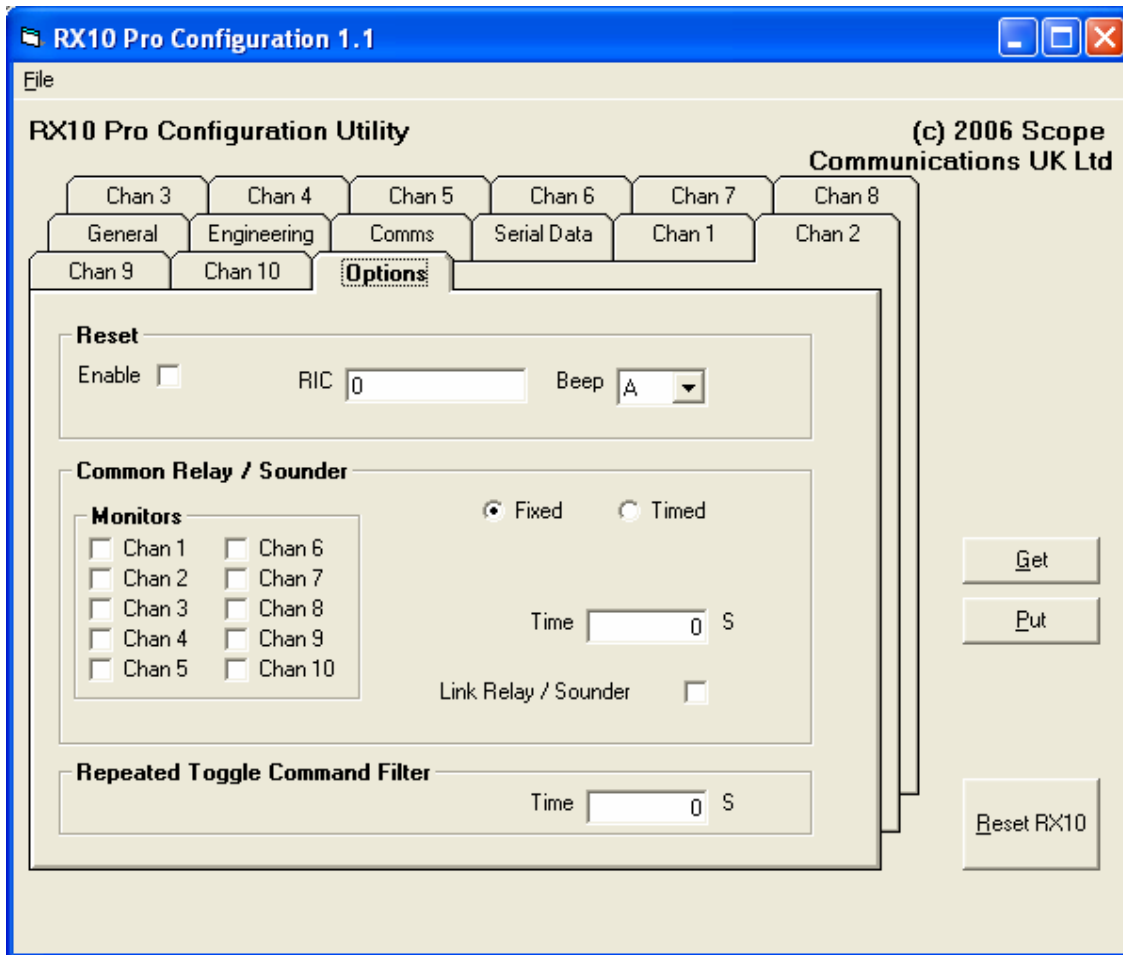 RX10 Pro Configuration 1.1
File
RX10 Pro Configuration Utility
(c) 2006 Scope
Communications UK Ltd
Chan 3 Chan 4 Chan 5 Chan 6 Chan 7 Chan 8
General Engineering Comms Serial Data Chan 1 Chan 2
Chan 9 Chan 10 Options
Reset
Enable RIC 0 Beep A
Common Relay / Sounder
Monitors
Fixed Timed
Chan 1 Chan 6
Chan 2 Chan 7
Chan 3 Chan 8
Chan 4 Chan 9
Chan 5 Chan 10
Time 0 S
Link Relay / Sounder
Repeated Toggle Command Filter
Time 0 S
Get
Put
Reset RX10